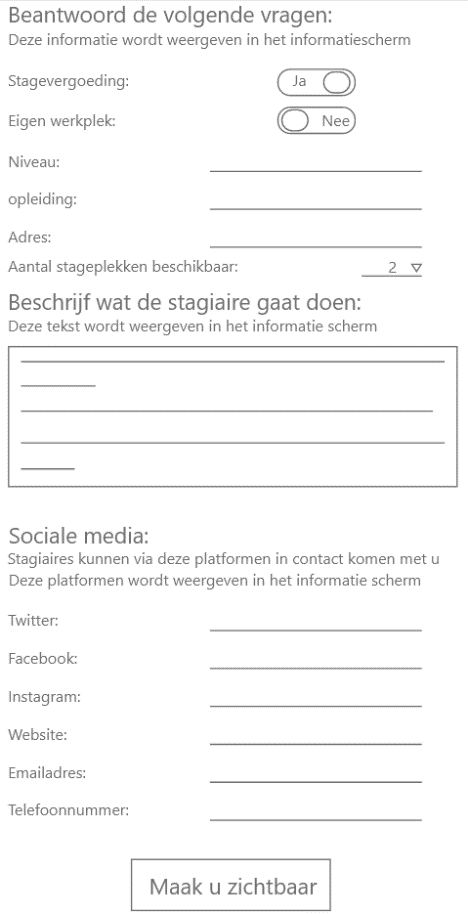 Beantwoord de volgende vragen:
Deze informatie wordt weergeven in het informatiescherm
Stagevergoeding: Ja
Eigen werkplek: Nee
Niveau:
opleiding:
Adres:
Aantal stageplekken beschikbaar: 2
Beschrijf wat de stagiaire gaat doen:
Deze tekst wordt weergeven in het informatie scherm
Sociale media:
Stagiaires kunnen via deze platformen in contact komen met u
Deze platformen wordt weergeven in het informatie scherm
Twitter:
Facebook:
Instagram:
Website:
Emailadres:
Telefoonnummer:
Maak u zichtbaar